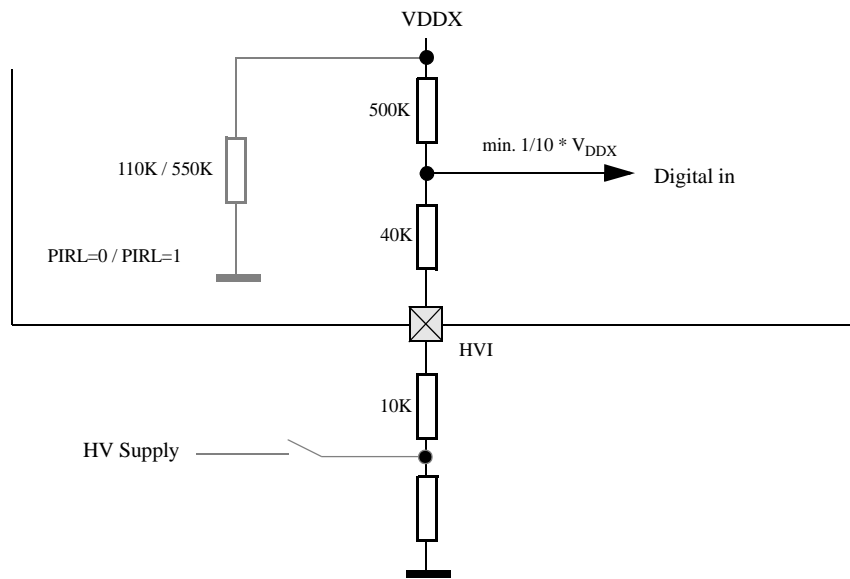 VDDX
500K
min. 1/10 * VDDX
110K / 550K
Digital in
40K
PIRL=0 / PIRL=1
HVI
10K
HV Supply